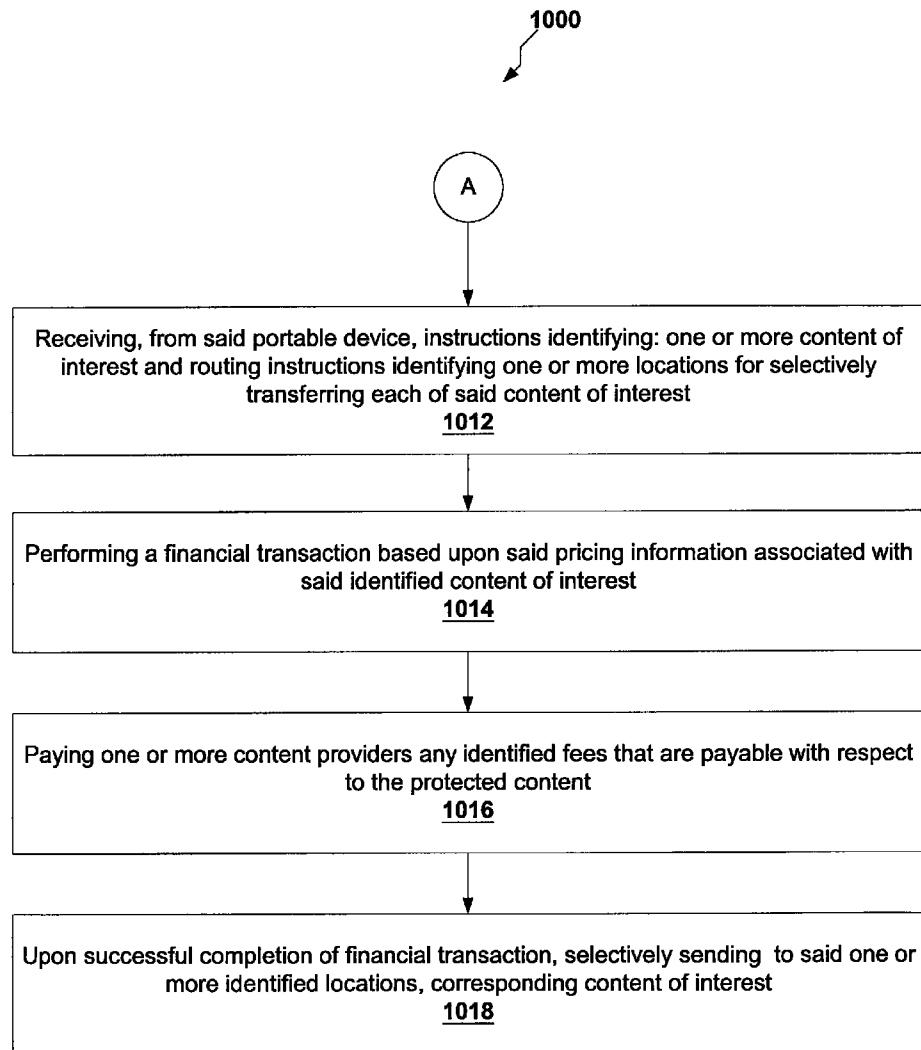 1000
A
Receiving, from said portable device, instructions identifying: one or more content of
interest and routing instructions identifying one or more locations for selectively
transferring each of said content of interest
1012
Performing a financial transaction based upon said pricing information associated with
said identified content of interest
1014
Paying one or more content providers any identified fees that are payable with respect
to the protected content
1016
Upon successful completion of financial transaction, selectively sending to said one or
more identified locations, corresponding content of interest
1018